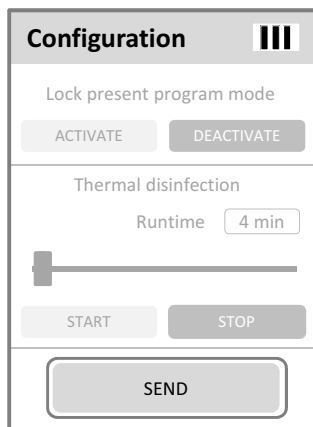 Configuration
Lock present program mode
ACTIVATE DEACTIVATE
Thermal disinfection
Runtime 4 min
START STOP
SEND